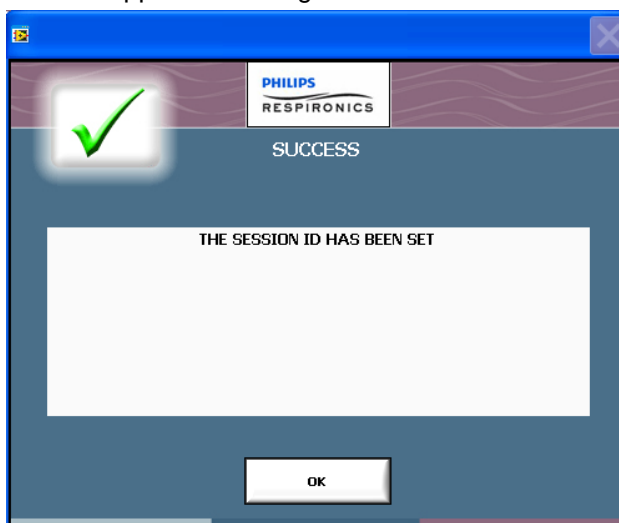 PHILIPS
RESPIRONICS
SUCCESS
THE SESSION ID HAS BEEN SET
OK